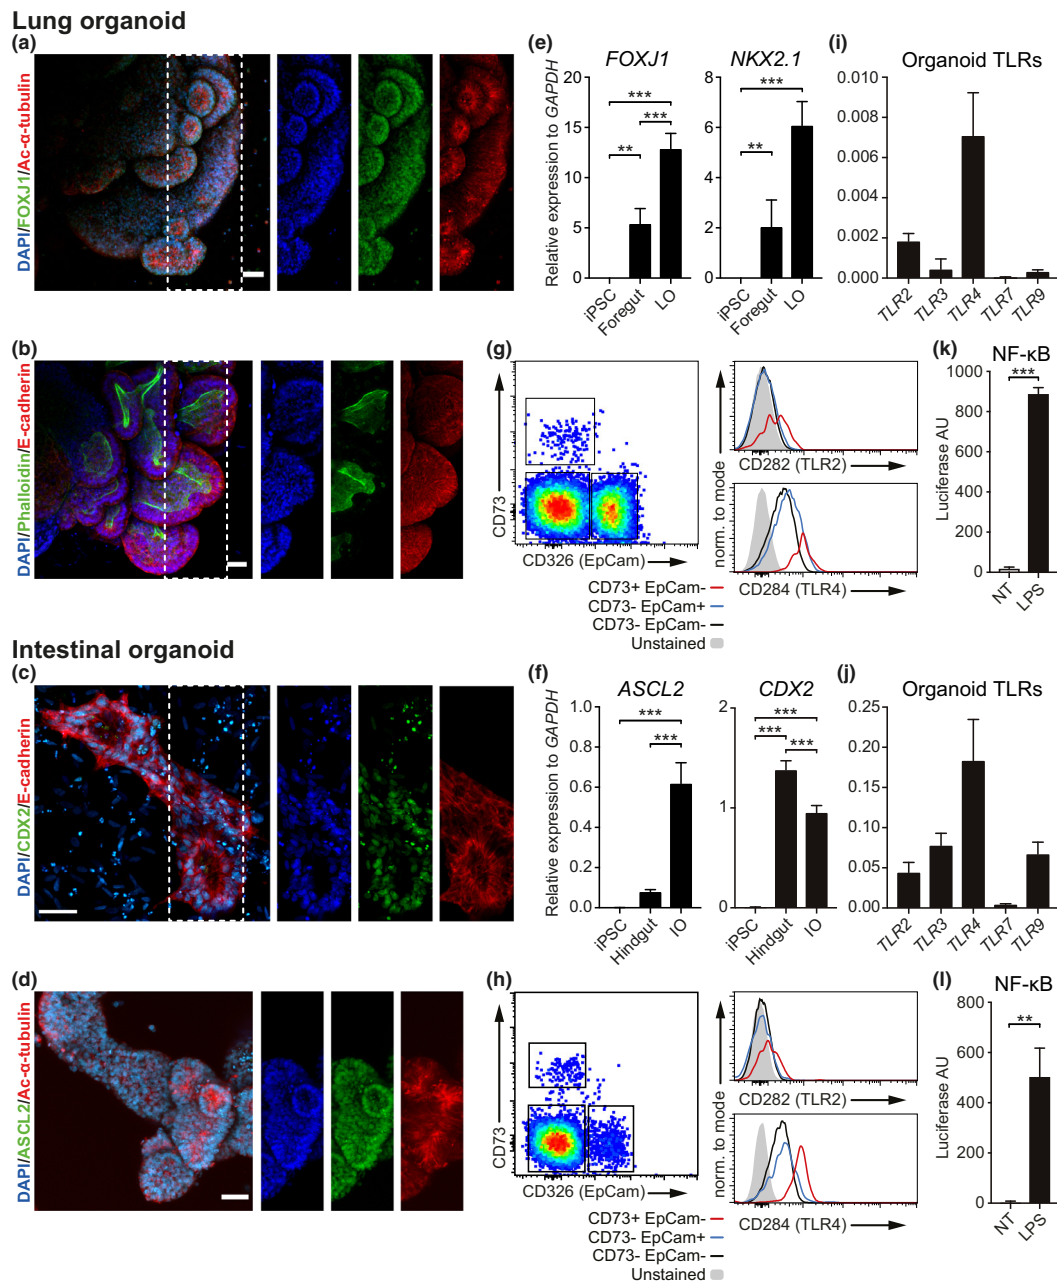 Lung organoid
(a)
DAPI/FOXJ1/Ac-α-tubulin
(e)
FOXJ1
NKX2.1
Relative expression to GAPDH
20
15
10
5
0
***
***
**
iPSC
Foregut
LO
8
6
4
2
0
***
**
iPSC
Foregut
LO
(i)
Organoid TLRs
0.010
0.008
0.006
0.004
0.002
0.000
TLR2
TLR3
TLR4
TLR7
TLR9
(b)
DAPI/Phalloidin/E-cadherin
(g)
CD73
CD326 (EpCam)
norm. to mode
CD282 (TLR2)
CD284 (TLR4)
CD73+ EpCam-
CD73- EpCam+
CD73- EpCam-
Unstained
(k)
NF-κB
***
Luciferase AU
1000
800
600
400
200
0
NT
LPS
Intestinal organoid
(c)
DAPI/CDX2/E-cadherin
(f)
ASCL2
CDX2
Relative expression to GAPDH
1.0
0.8
0.6
0.4
0.2
0.0
***
***
iPSC
Hindgut
IO
2
1
0
***
***
***
iPSC
Hindgut
IO
(j)
Organoid TLRs
0.25
0.20
0.15
0.10
0.05
0.00
TLR2
TLR3
TLR4
TLR7
TLR9
(d)
DAPI/ASCL2/Ac-α-tubulin
(h)
CD73
CD326 (EpCam)
norm. to mode
CD282 (TLR2)
CD284 (TLR4)
CD73+ EpCam-
CD73- EpCam+
CD73- EpCam-
Unstained
(l)
NF-κB
**
Luciferase AU
800
600
400
200
0
NT
LPS